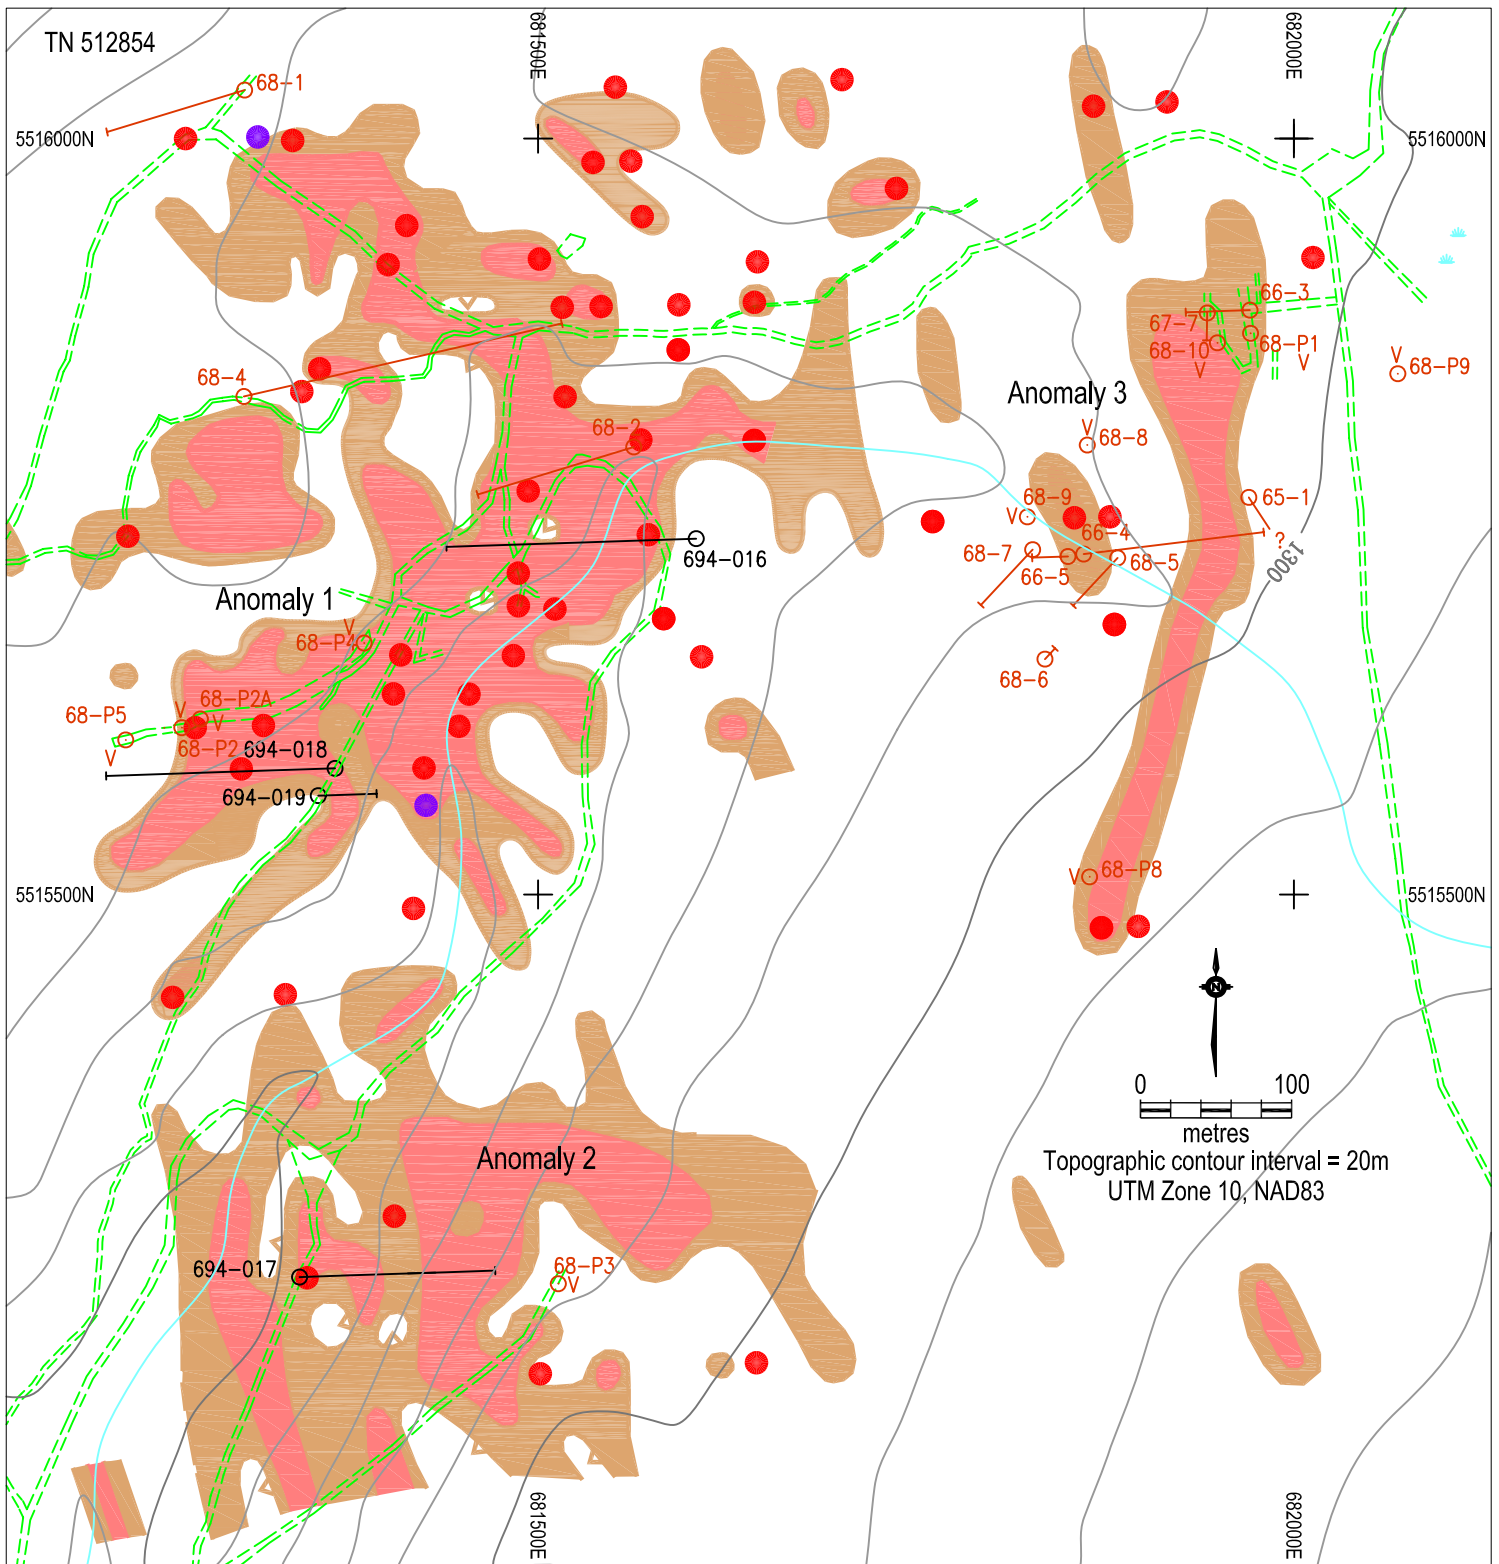 681500E
682000E
TN 512854
68-1
5516000N
5516000N
66-3
67-7
68-P1
68-10
V
V
V
68-P9
68-4
Anomaly 3
V
68-8
68-2
68-9
V
65-1
66-4
?
694-016
68-7
66-5
68-5
1300
Anomaly 1
V
68-P4
68-6
68-P2A
68-P5
V
V
68-P2
694-018
V
694-019
V
68-P8
5515500N
5515500N
N
0
100
metres
Anomaly 2
Topographic contour interval = 20m
UTM Zone 10, NAD83
694-017
68-P3
V
681500E
682000E